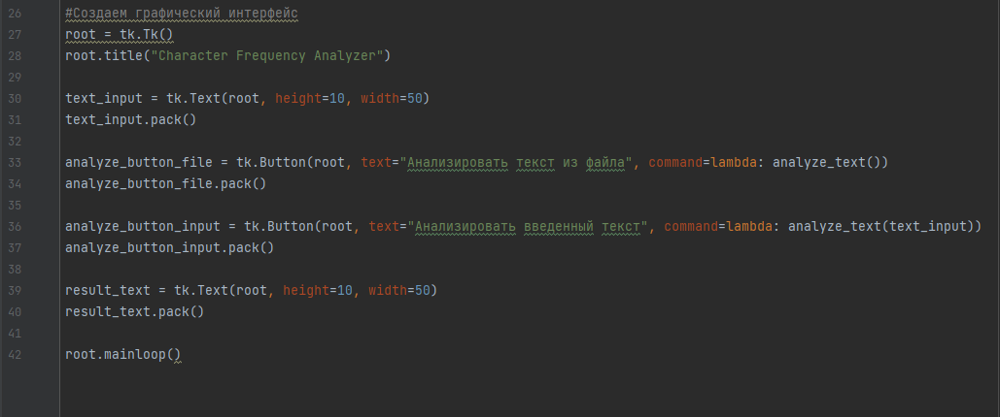 26 #Создаем графический интерфейс
27 root = tk.Tk()
28 root.title("Character Frequency Analyzer")
29
30 text_input = tk.Text(root, height=10, width=50)
31 text_input.pack()
32
33 analyze_button_file = tk.Button(root, text="Анализировать текст из файла", command=lambda: analyze_text())
34 analyze_button_file.pack()
35
36 analyze_button_input = tk.Button(root, text="Анализировать введенный текст", command=lambda: analyze_text(text_input))
37 analyze_button_input.pack()
38
39 result_text = tk.Text(root, height=10, width=50)
40 result_text.pack()
41
42 root.mainloop()